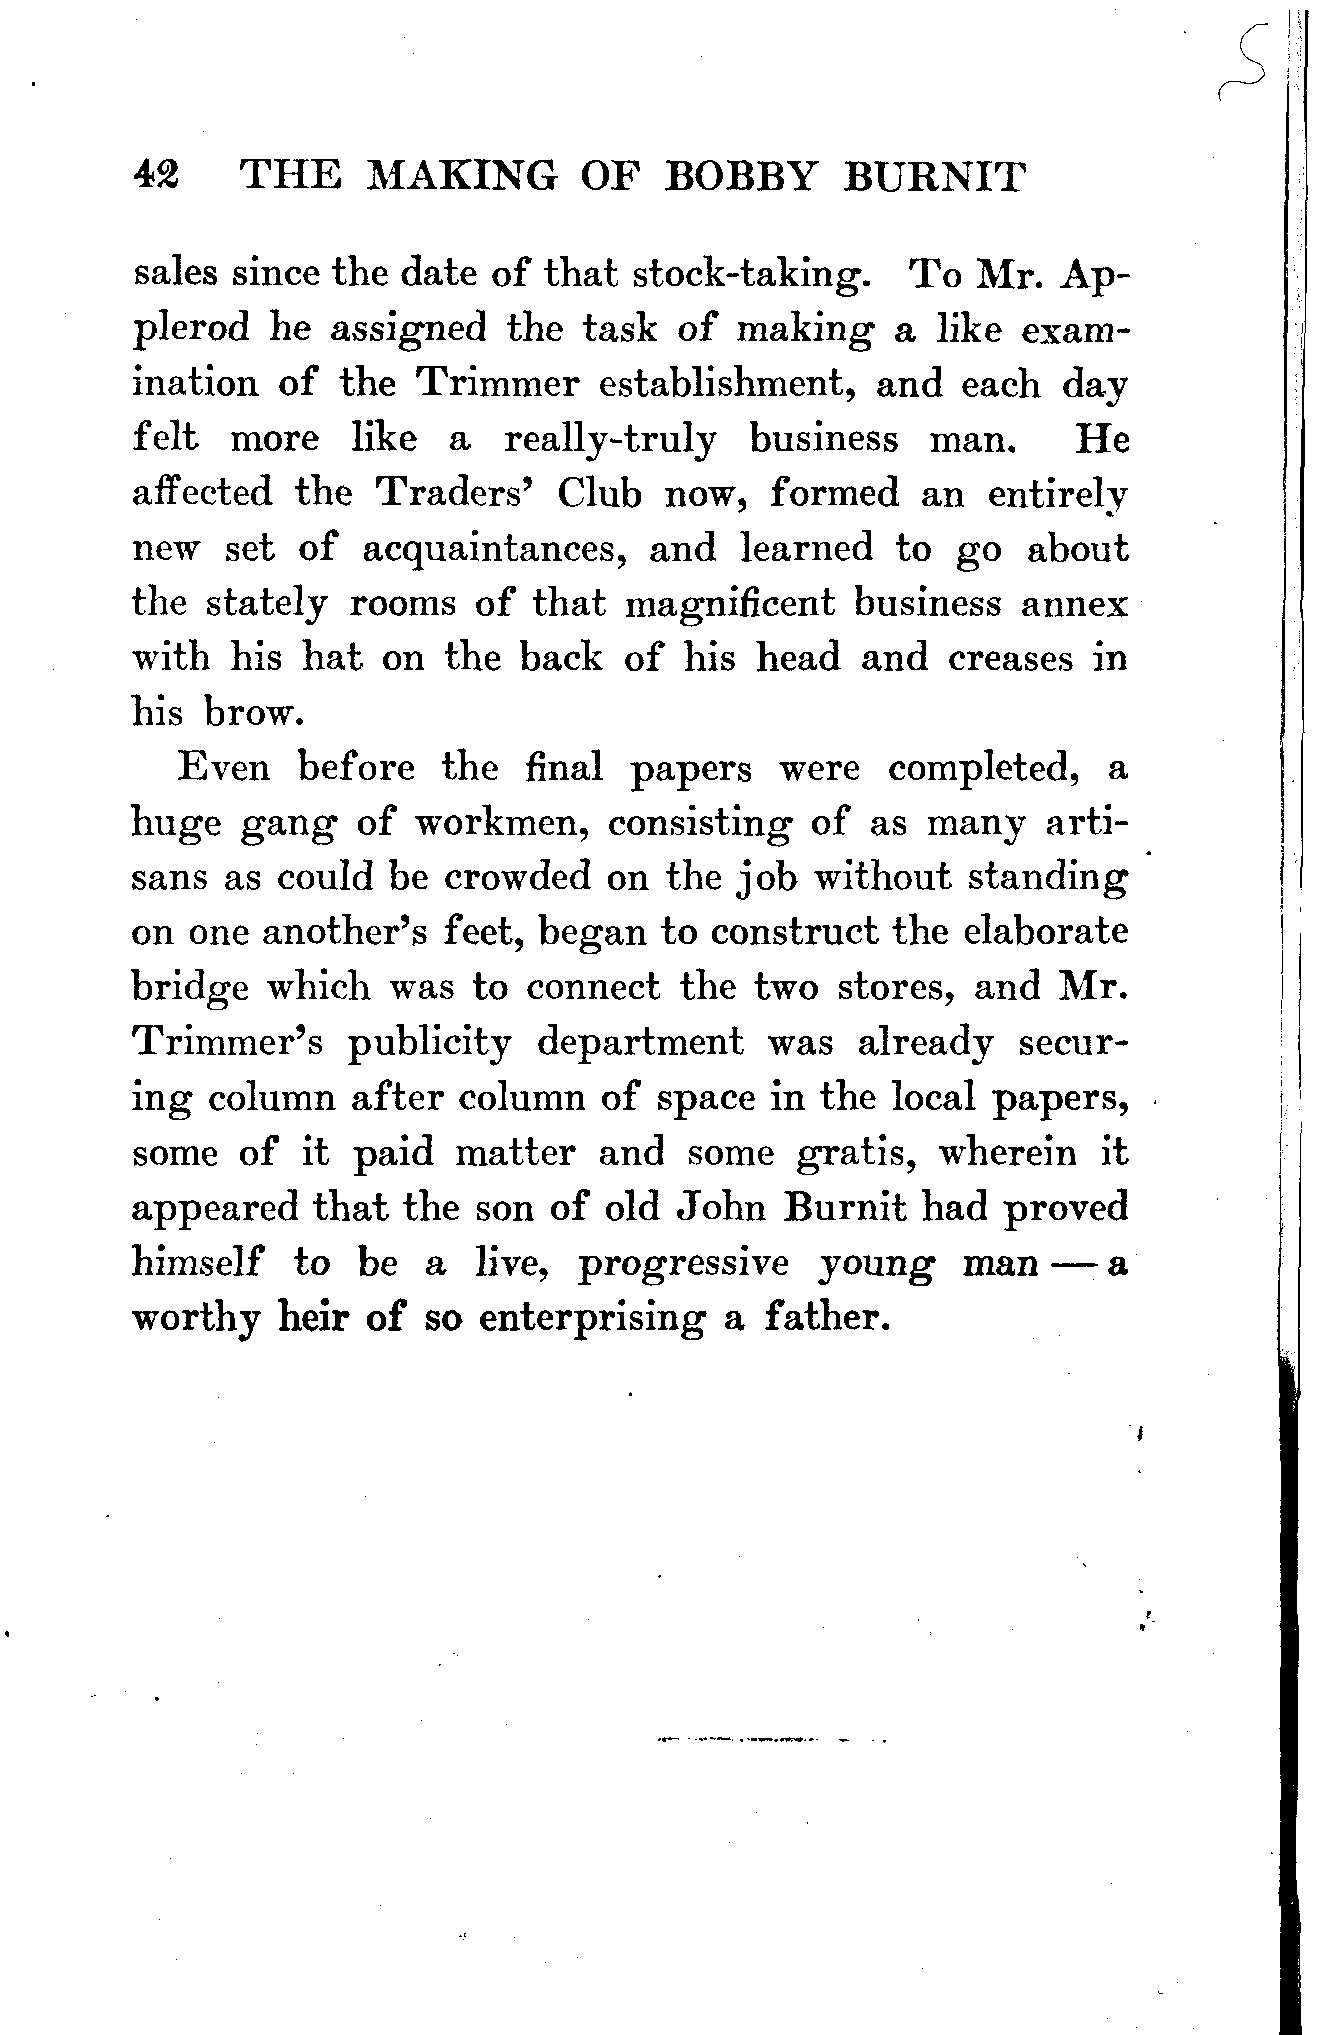 42 THE MAKING OF BOBBY BURNIT
sales since the date of that stock-taking. To Mr. Ap-
plerod he assigned the task of making a like exam-
ination of the Trimmer establishment, and each day
felt more like a really-truly business man. He
affected the Traders' Club now, formed an entirely
new set of acquaintances, and learned to go about
the stately rooms of that magnificent business annex
with his hat on the back of his head and creases in
his brow.
Even before the final papers were completed, a
huge gang of workmen, consisting of as many arti-
sans as could be crowded on the job without standing
on one another's feet, began to construct the elaborate
bridge which was to connect the two stores, and Mr.
Trimmer's publicity department was already secur-
ing column after column of space in the local papers,
some of it paid matter and some gratis, wherein it
appeared that the son of old John Burnit had proved
himself to be a live, progressive young man — a
worthy heir of so enterprising a father.